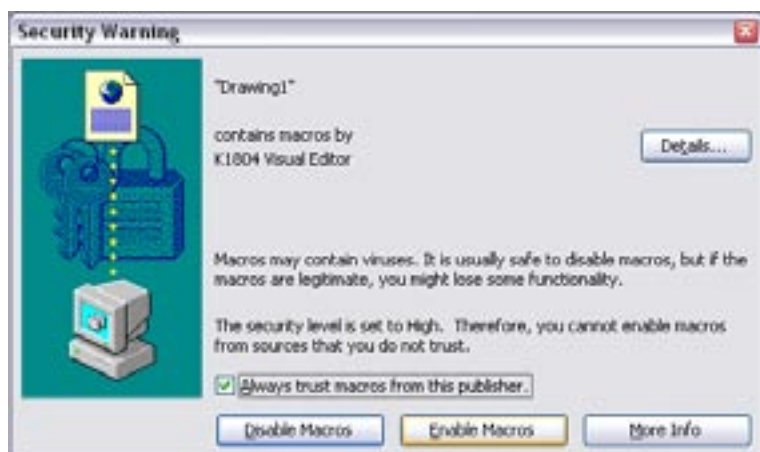 Security Warning
"Drawing1"
contains macros by
K1804 Visual Editor
Details...
Macros may contain viruses. It is usually safe to disable macros, but if the
macros are legitimate, you might lose some functionality.
The security level is set to High. Therefore, you cannot enable macros
from sources that you do not trust.
Always trust macros from this publisher.
Disable Macros
Enable Macros
More Info